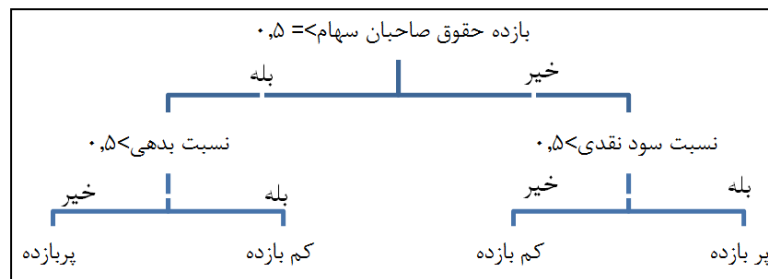 بازده حقوق صاحبان سهام>= ۰,۵
خیر
بله
نسبت سود نقدی>۰,۵
نسبت بدهی>۰,۵
بله
خیر
بله
خیر
پر بازده
کم بازده
کم بازده
پربازده